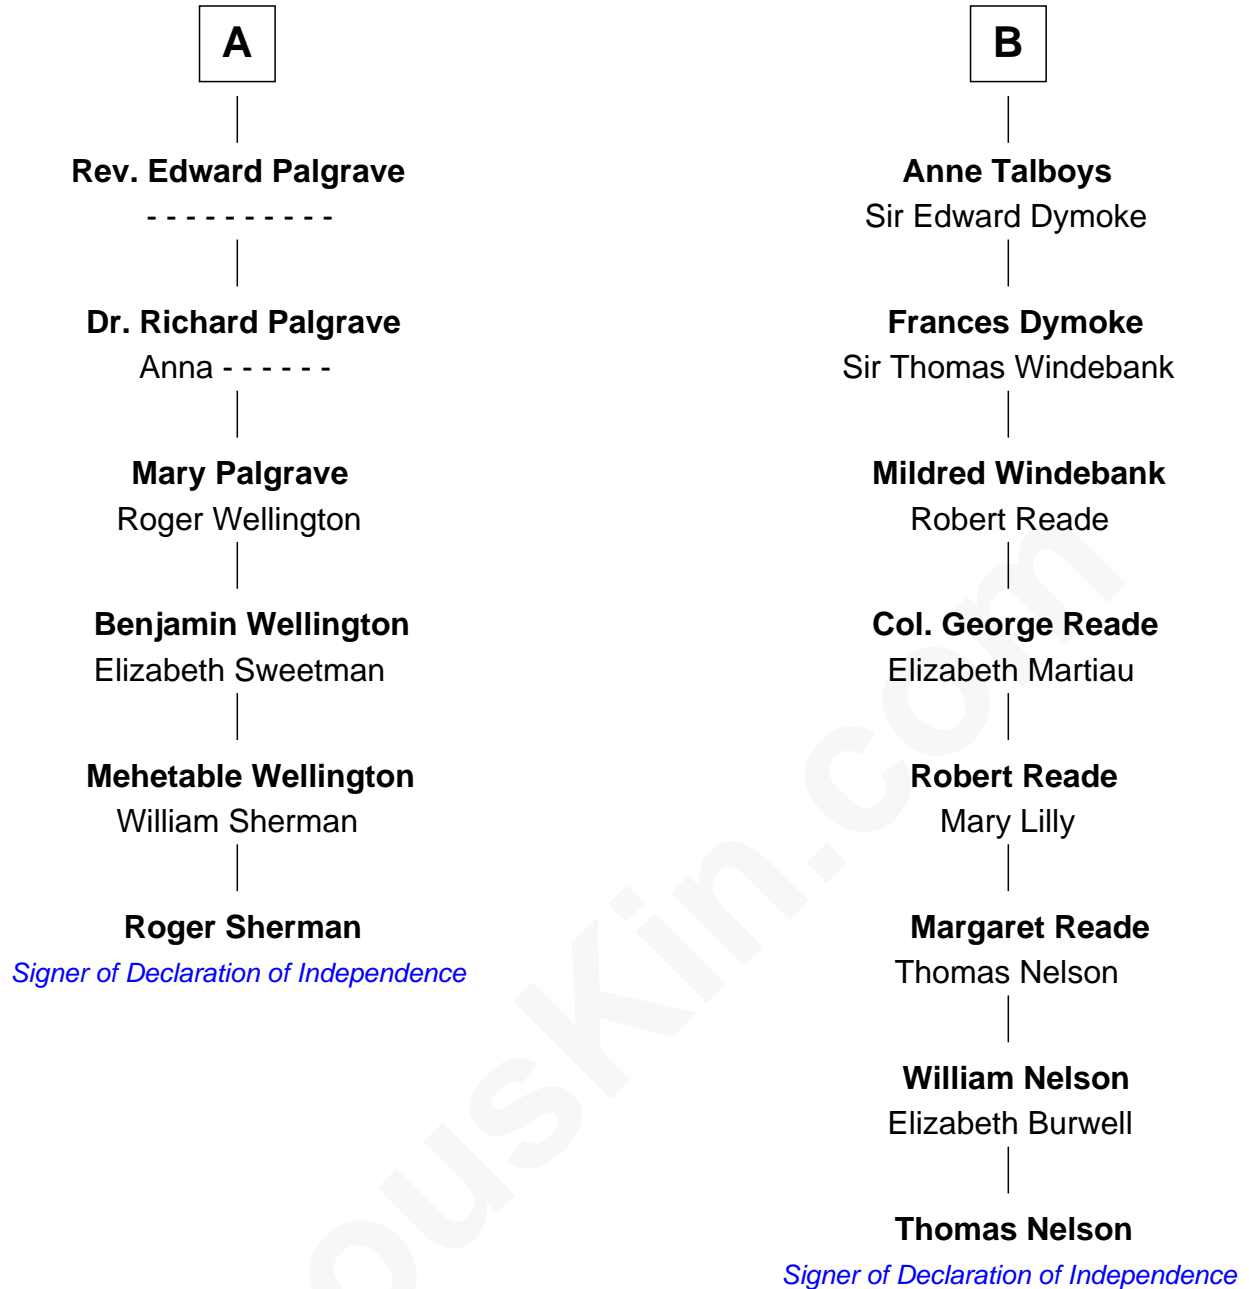 A
Rev. Edward Palgrave
- - - - - - - - - -
Dr. Richard Palgrave
Anna - - - - - -
Mary Palgrave
Roger Wellington
Benjamin Wellington
Elizabeth Sweetman
Mehetable Wellington
William Sherman
Roger Sherman
Signer of Declaration of Independence
B
Anne Talboys
Sir Edward Dymoke
Frances Dymoke
Sir Thomas Windebank
Mildred Windebank
Robert Reade
Col. George Reade
Elizabeth Martiau
Robert Reade
Mary Lilly
Margaret Reade
Thomas Nelson
William Nelson
Elizabeth Burwell
Thomas Nelson
Signer of Declaration of Independence
ouskin.com